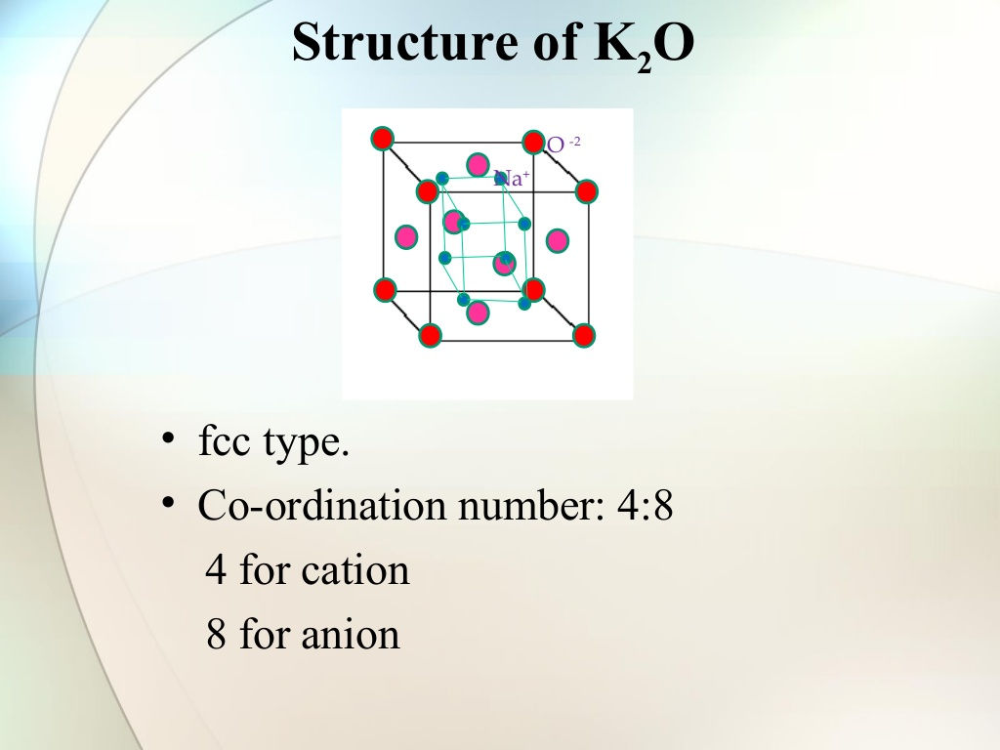 Structure of K₂O
O ⁻²
Na⁺
• fcc type.
• Co-ordination number: 4:8
4 for cation
8 for anion